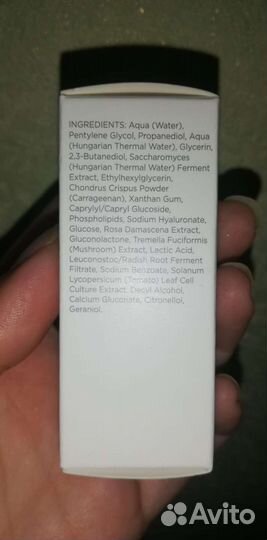 INGREDIENTS: Aqua (Water),
Pentylene Glycol, Propanediol, Aqua
(Hungarian Thermal Water), Glycerin,
2,3-Butanediol, Saccharomyces
(Hungarian Thermal Water) Ferment
Extract, Ethylhexylglycerin,
Chondrus Crispus Powder
(Carrageenan), Xanthan Gum,
Caprylyl/Capryl Glucoside,
Phospholipids, Sodium Hyaluronate,
Glucose, Rosa Damascena Extract,
Gluconolactone, Tremella Fuciformis
(Mushroom) Extract, Lactic Acid,
Leuconostoc/Radish Root Ferment
Filtrate, Sodium Benzoate, Solanum
Lycopersicum (Tomato) Leaf Cell
Culture Extract, Decyl Alcohol,
Calcium Gluconate, Citronellol,
Geraniol.
Avito